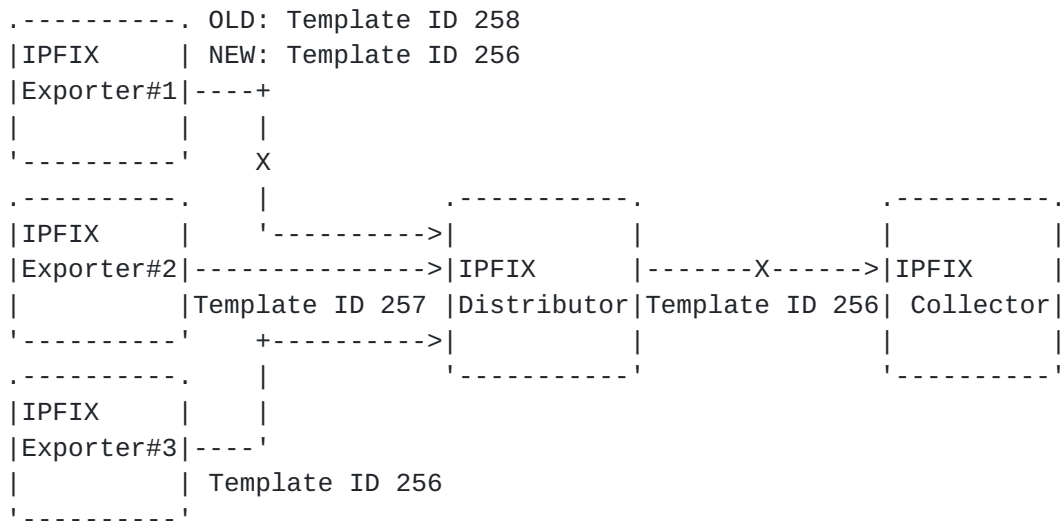 .----------. OLD: Template ID 258
|IPFIX     | NEW: Template ID 256
|Exporter#1|----+
|          |    |
'----------'    X
.----------.    |           .-----------.               .----------.
|IPFIX     |    '---------->|           |               |          |
|Exporter#2|--------------->|IPFIX      |-------X------>|IPFIX     |
|          |Template ID 257 |Distributor|Template ID 256| Collector|
'----------'    +---------->|           |               |          |
.----------.    |           '-----------'               '----------'
|IPFIX     |    |
|Exporter#3|----'
|          | Template ID 256
'----------'